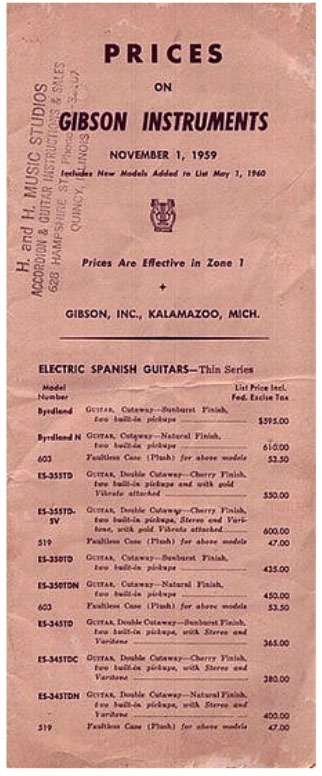 PRICES
ON
GIBSON INSTRUMENTS
NOVEMBER 1, 1959
Includes New Models Added to List May 1, 1960
H. and H. MUSIC STUDIOS
ACCORDION & GUITAR INSTRUCTIONS & SALES
628 HAMPSHIRE ST. Phone
QUINCY, ILLINOIS
Prices Are Effective in Zone 1
GIBSON, INC., KALAMAZOO, MICH.
ELECTRIC SPANISH GUITARS—Thin Series
Model Number List Price Incl. Fed. Excise Tax
Byrdland GUITAR, Cutaway—Sunburst Finish,
two built-in pickups $595.00
Byrdland N GUITAR, Cutaway—Natural Finish,
two built-in pickups 610.00
603 Faultless Case (Plush) for above models 53.50
ES-355TD GUITAR, Double Cutaway—Cherry Finish,
two built-in pickups and with gold
Vibrato attached 550.00
ES-355TD-SV GUITAR, Double Cutaway—Cherry Finish,
two built-in pickups, Stereo and Vari-
tone, with gold Vibrato attached 600.00
519 Faultless Case (Plush) for above models 47.00
ES-350TD GUITAR, Cutaway—Sunburst Finish,
two built-in pickups 435.00
ES-350TDN GUITAR, Cutaway—Natural Finish,
two built-in pickups 450.00
603 Faultless Case (Plush) for above models 53.50
ES-345TD GUITAR, Double Cutaway—Sunburst Finish,
two built-in pickups, with Stereo and
Varitone 365.00
ES-345TDC GUITAR, Double Cutaway—Cherry Finish,
two built-in pickups, with Stereo and
Varitone 380.00
ES-345TDN GUITAR, Double Cutaway—Natural Finish,
two built-in pickups, with Stereo and
Varitone 400.00
519 Faultless Case (Plush) for above models 47.00